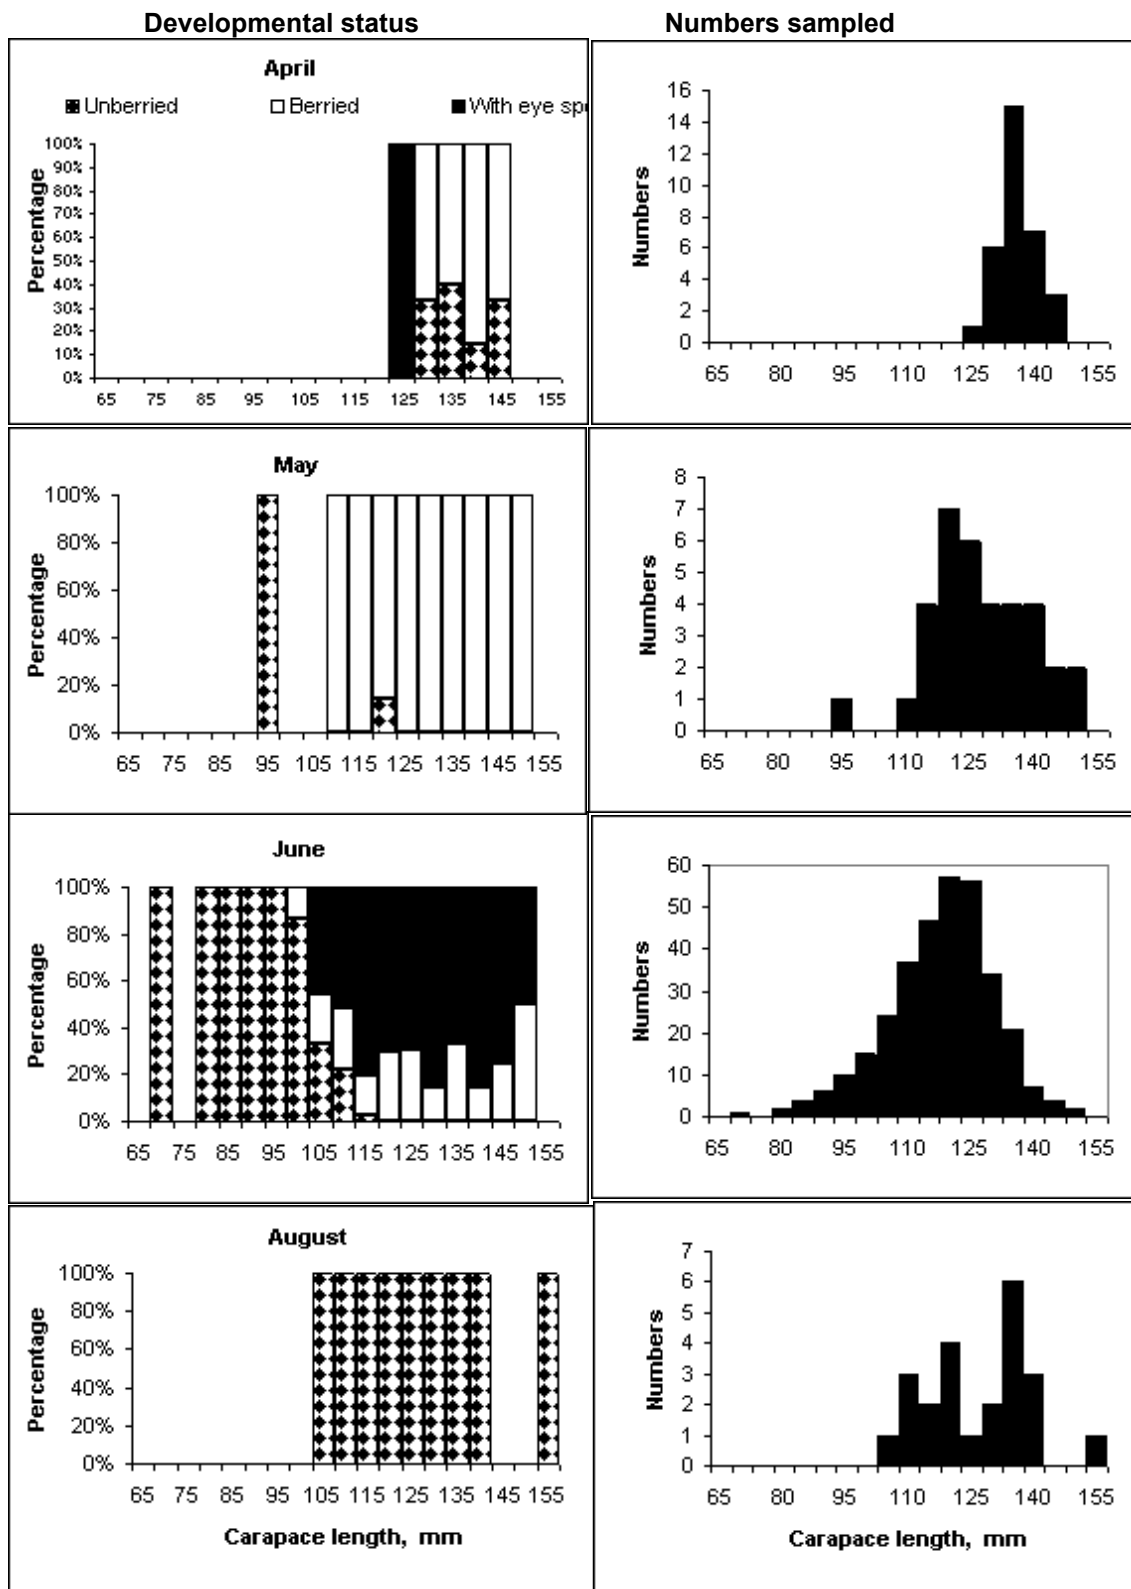 Developmental status
Numbers sampled
April
Unberried Berried With eye sp
Percentage
100%
90%
80%
70%
60%
50%
40%
30%
20%
10%
0%
65 75 85 95 105 115 125 135 145 155
Numbers
16
14
12
10
8
6
4
2
0
65 80 95 110 125 140 155
May
Percentage
100%
80%
60%
40%
20%
0%
65 75 85 95 105 115 125 135 145 155
Numbers
8
7
6
5
4
3
2
1
0
65 80 95 110 125 140 155
June
Percentage
100%
80%
60%
40%
20%
0%
65 75 85 95 105 115 125 135 145 155
Numbers
60
50
40
30
20
10
0
65 80 95 110 125 140 155
August
Percentage
100%
80%
60%
40%
20%
0%
65 75 85 95 105 115 125 135 145 155
Carapace length, mm
Numbers
7
6
5
4
3
2
1
0
65 80 95 110 125 140 155
Carapace length, mm